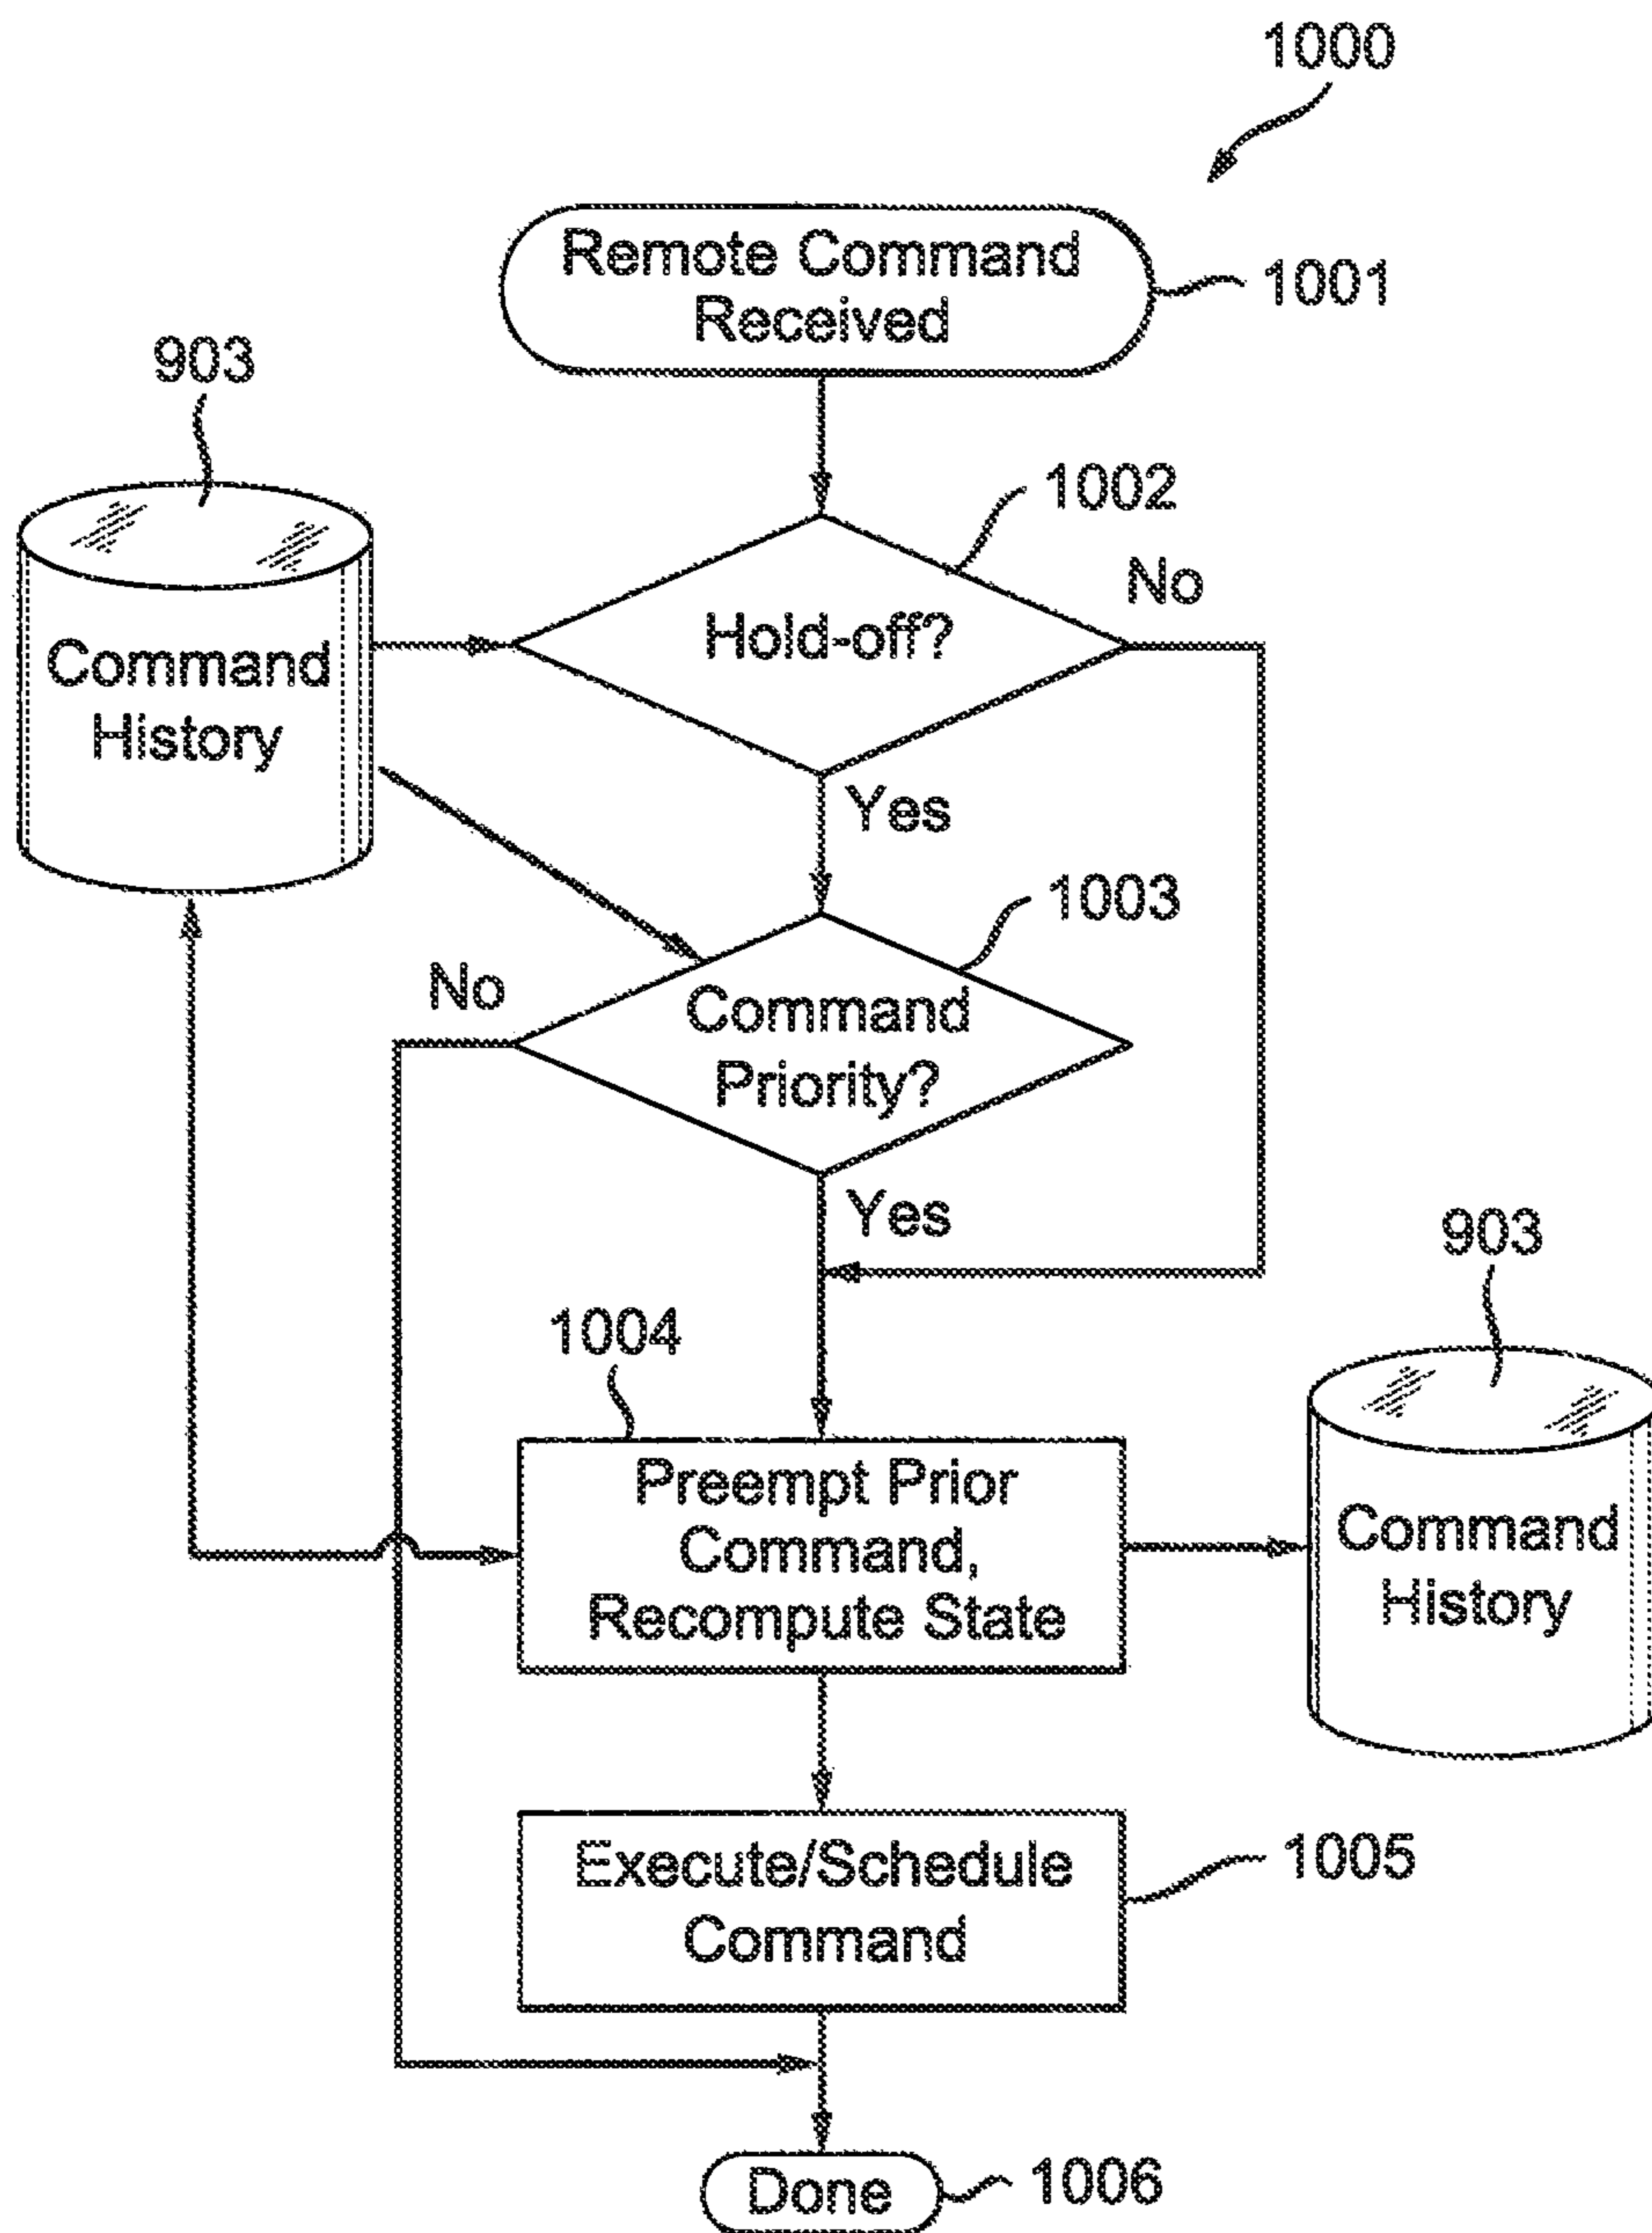 1000
Remote Command
Received
1001
903
1002
No
Hold-off?
Command
History
Yes
1003
No
Command
Priority?
Yes
903
1004
Preempt Prior
Command,
Recompute State
Command
History
Execute/Schedule
Command
1005
Done
1006